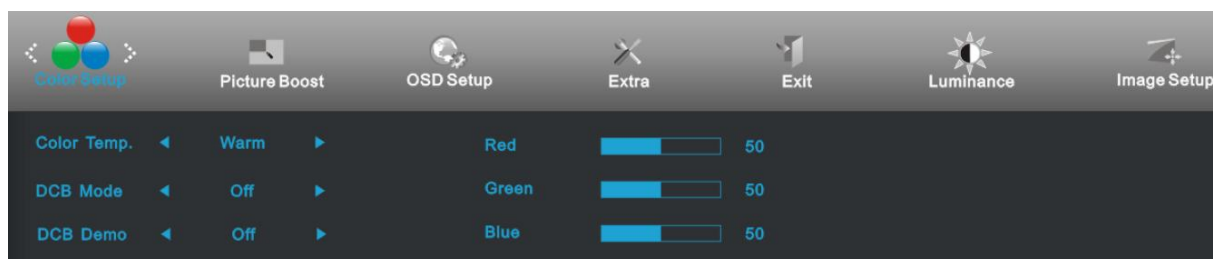 Color Setup
Picture Boost
OSD Setup
Extra
Exit
Luminance
Image Setup
Color Temp. Warm Red 50
DCB Mode Off Green 50
DCB Demo Off Blue 50